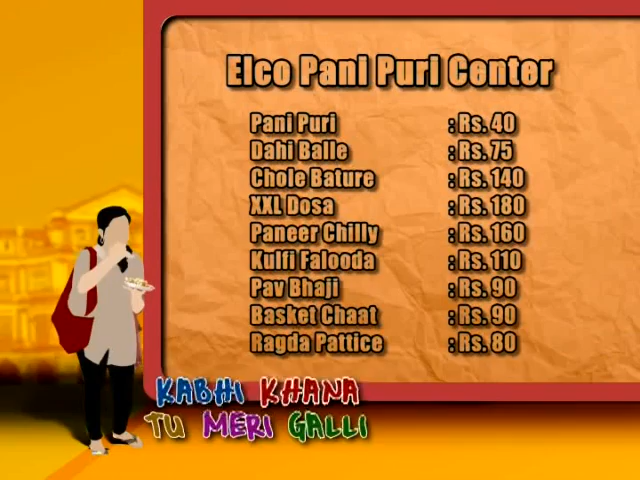 Elco Pani Puri Center
Pani Puri : Rs. 40
Dahi Balle : Rs. 75
Chole Bature : Rs. 140
XXL Dosa : Rs. 180
Paneer Chilly : Rs. 160
Kulfi Falooda : Rs. 110
Pav Bhaji : Rs. 90
Basket Chaat : Rs. 90
Ragda Pattice : Rs. 80
KABHI KHANA
TU MERI GALLI